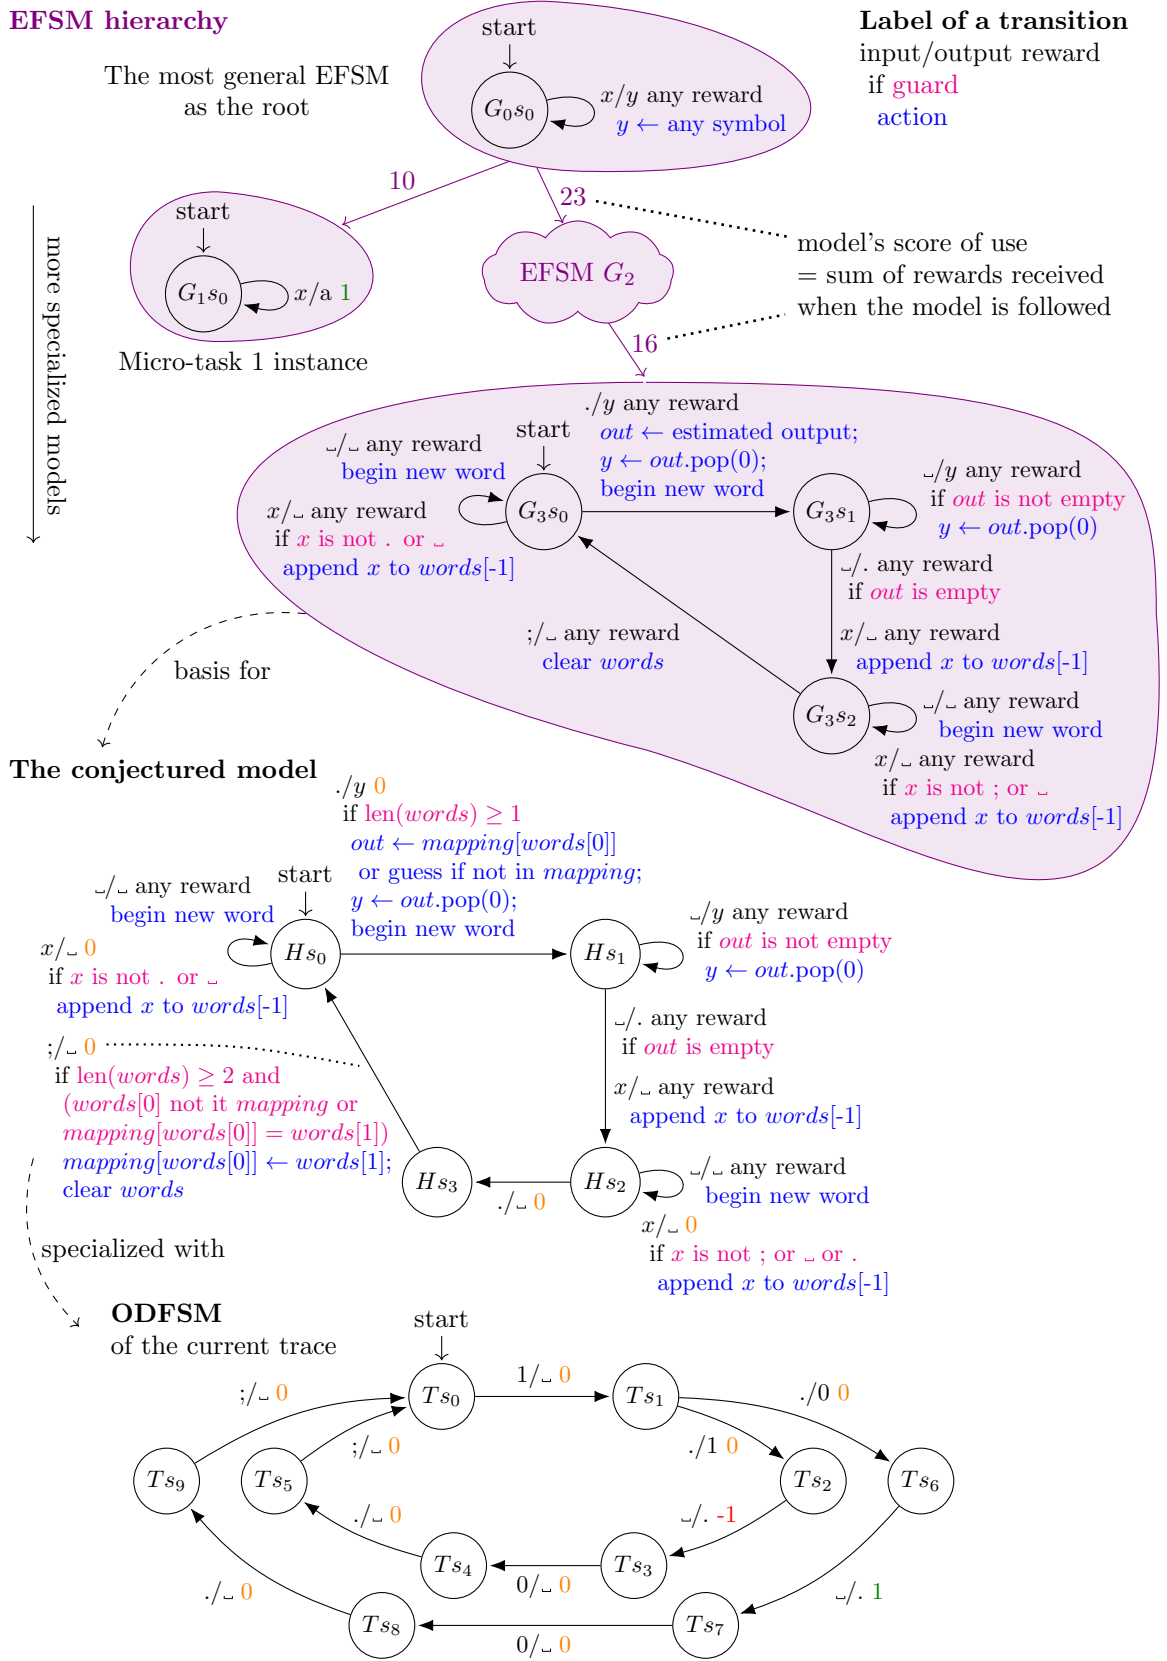 EFSM hierarchy
Label of a transition
input/output reward
if guard
action
The most general EFSM
as the root
start
G₀s₀
x/y any reward
y ← any symbol
10
23
start
G₁s₀
x/a 1
Micro-task 1 instance
EFSM G₂
model's score of use
= sum of rewards received
when the model is followed
16
more specialized models
./y any reward
out ← estimated output;
y ← out.pop(0);
begin new word
start
␣/␣ any reward
begin new word
x/␣ any reward
if x is not . or ␣
append x to words[-1]
G₃s₀
G₃s₁
␣/y any reward
if out is not empty
y ← out.pop(0)
␣/. any reward
if out is empty
x/␣ any reward
append x to words[-1]
;/␣ any reward
clear words
G₃s₂
␣/␣ any reward
begin new word
x/␣ any reward
if x is not ; or ␣
append x to words[-1]
basis for
The conjectured model
./y 0
if len(words) ≥ 1
out ← mapping[words[0]]
or guess if not in mapping;
y ← out.pop(0);
begin new word
start
␣/␣ any reward
begin new word
x/␣ 0
if x is not . or ␣
append x to words[-1]
Hs₀
Hs₁
␣/y any reward
if out is not empty
y ← out.pop(0)
␣/. any reward
if out is empty
x/␣ any reward
append x to words[-1]
;/␣ 0
if len(words) ≥ 2 and
(words[0] not it mapping or
mapping[words[0]] = words[1])
mapping[words[0]] ← words[1];
clear words
Hs₃
./␣ 0
Hs₂
␣/␣ any reward
begin new word
x/␣ 0
if x is not ; or ␣ or .
append x to words[-1]
specialized with
ODFSM
of the current trace
start
Ts₀
1/␣ 0
Ts₁
./0 0
./1 0
;/␣ 0
;/␣ 0
Ts₉
Ts₅
Ts₂
Ts₆
./␣ 0
␣/. -1
Ts₄
0/␣ 0
Ts₃
./␣ 0
␣/. 1
Ts₈
0/␣ 0
Ts₇